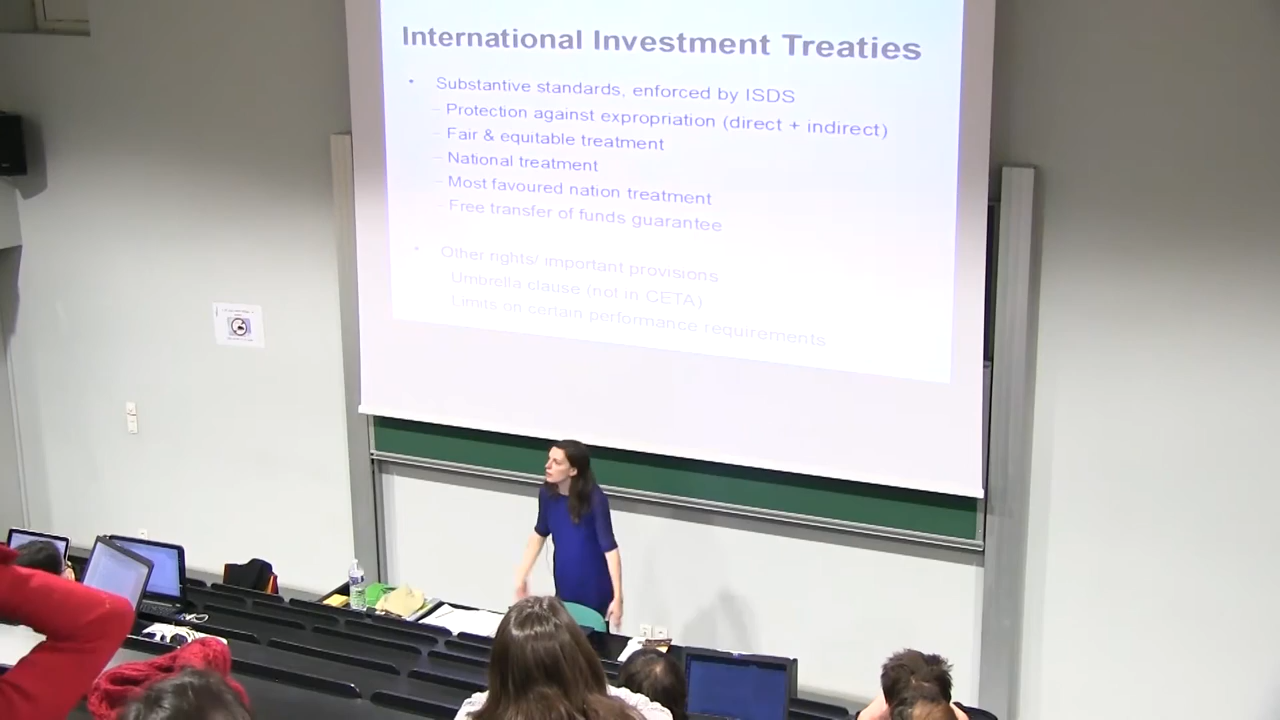 International Investment Treaties
• Substantive standards, enforced by ISDS
– Protection against expropriation (direct + indirect)
– Fair & equitable treatment
– National treatment
– Most favoured nation treatment
– Free transfer of funds guarantee
• Other rights/ important provisions
Umbrella clause (not in CETA)
Limits on certain performance requirements